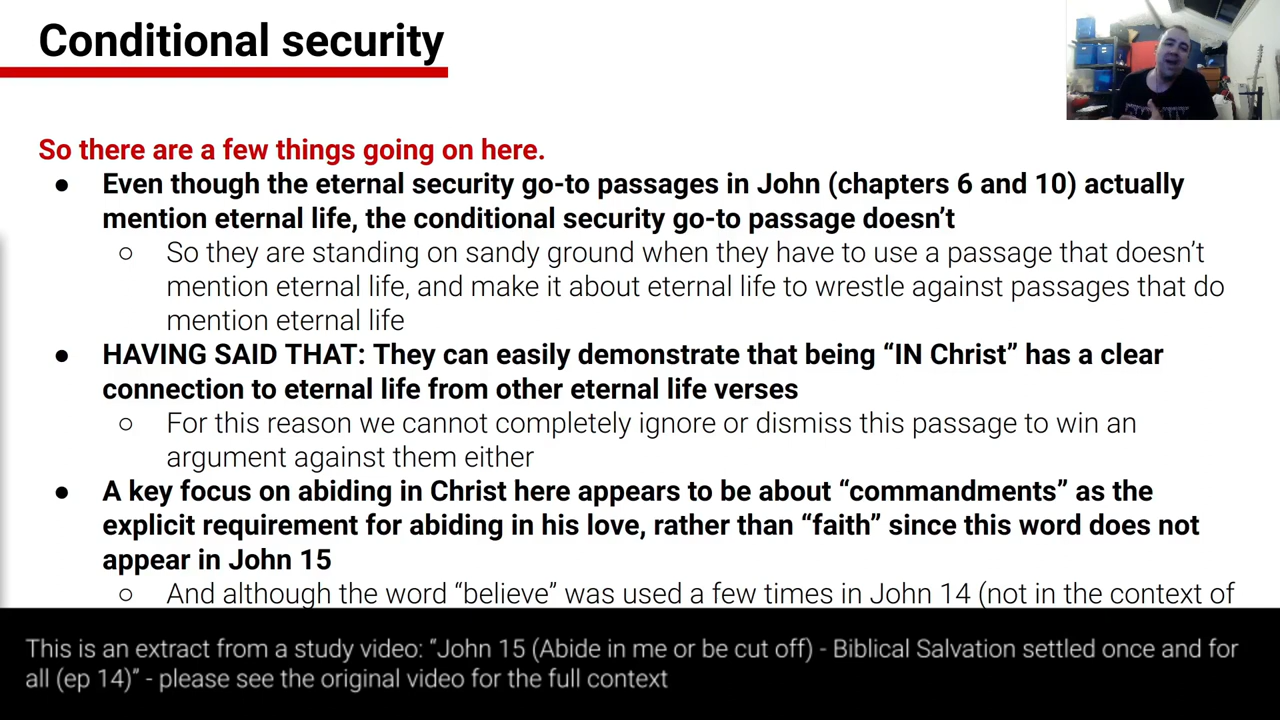 Conditional security
So there are a few things going on here.
● Even though the eternal security go-to passages in John (chapters 6 and 10) actually
mention eternal life, the conditional security go-to passage doesn’t
○ So they are standing on sandy ground when they have to use a passage that doesn’t
mention eternal life, and make it about eternal life to wrestle against passages that do
mention eternal life
● HAVING SAID THAT: They can easily demonstrate that being “IN Christ” has a clear
connection to eternal life from other eternal life verses
○ For this reason we cannot completely ignore or dismiss this passage to win an
argument against them either
● A key focus on abiding in Christ here appears to be about “commandments” as the
explicit requirement for abiding in his love, rather than “faith” since this word does not
appear in John 15
○ And although the word “believe” was used a few times in John 14 (not in the context of
This is an extract from a study video: “John 15 (Abide in me or be cut off) - Biblical Salvation settled once and for
all (ep 14)” - please see the original video for the full context